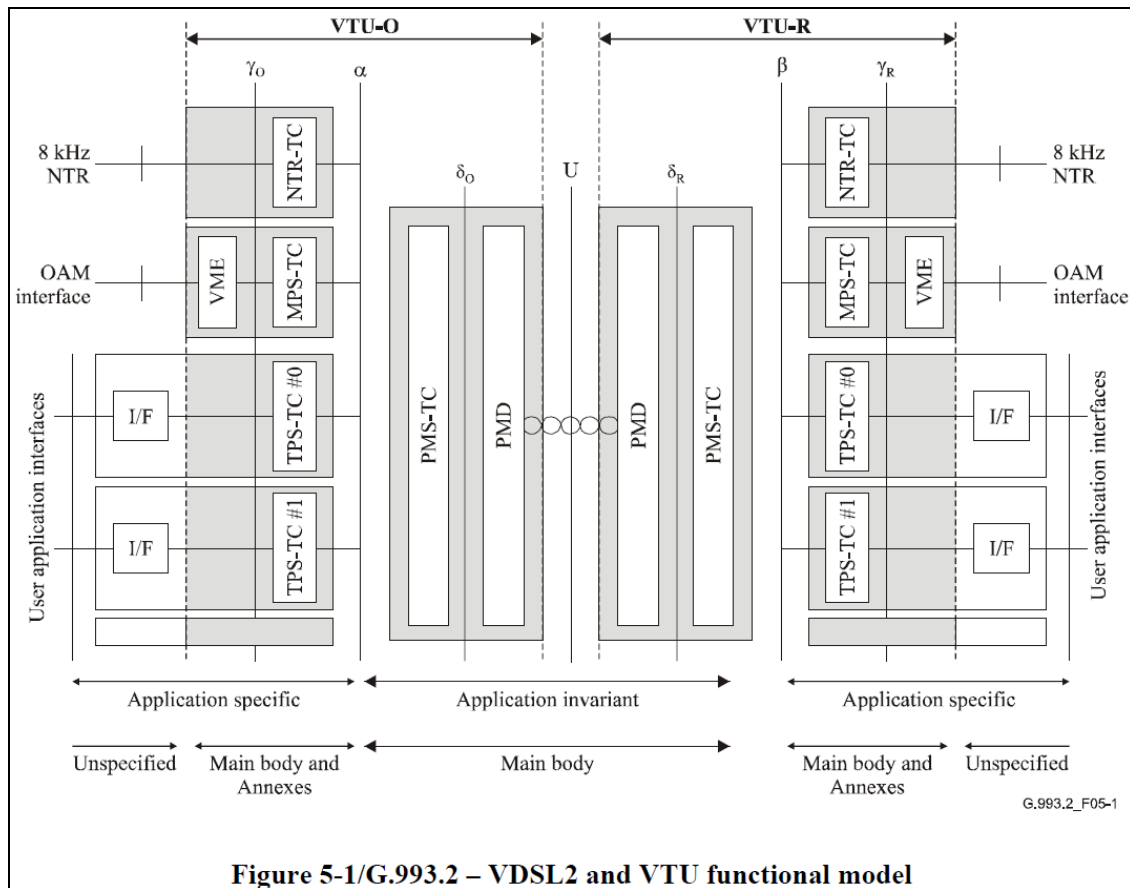 VTU-O
VTU-R
γO
α
β
γR
8 kHz
NTR
NTR-TC
δO
U
δR
NTR-TC
8 kHz
NTR
OAM
interface
VME
MPS-TC
MPS-TC
VME
OAM
interface
User application interfaces
I/F
TPS-TC #0
PMS-TC
PMD
PMD
PMS-TC
TPS-TC #0
I/F
User application interfaces
I/F
TPS-TC #1
TPS-TC #1
I/F
Application specific
Application invariant
Application specific
Unspecified
Main body and
Annexes
Main body
Main body and
Annexes
Unspecified
G.993.2_F05-1
Figure 5-1/G.993.2 – VDSL2 and VTU functional model